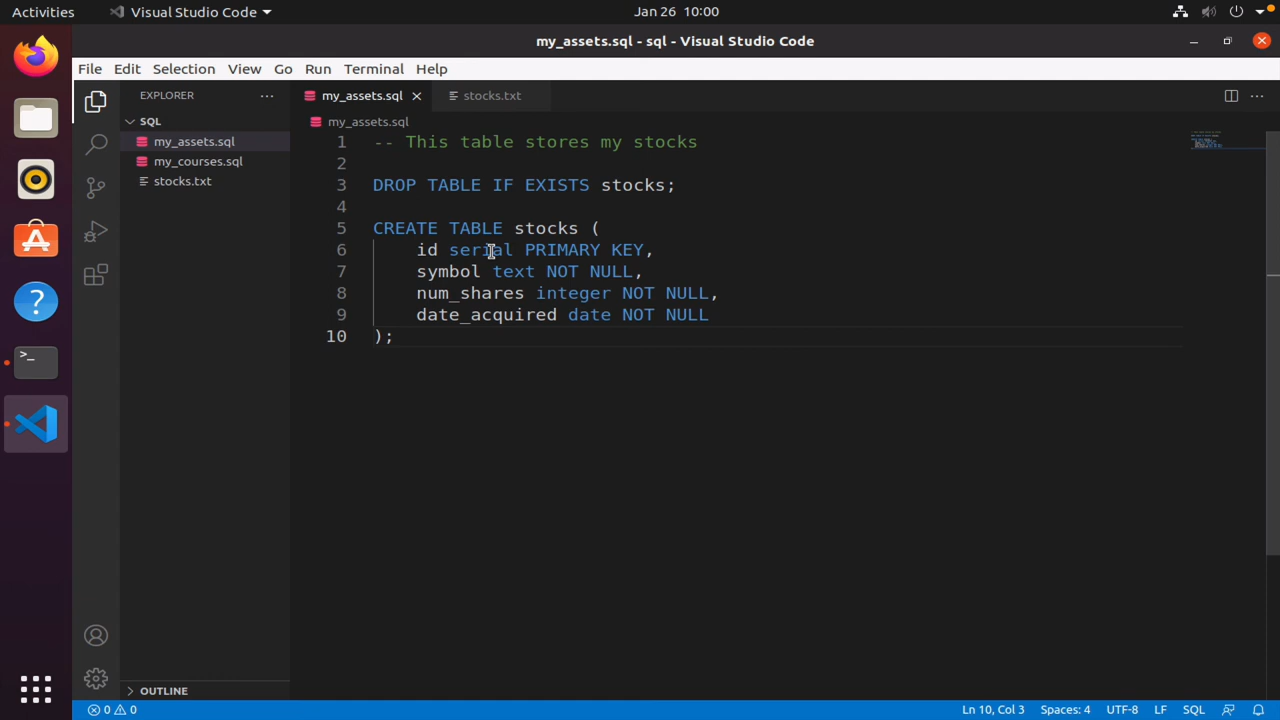 Activities Visual Studio Code Jan 26 10:00
my_assets.sql - sql - Visual Studio Code
File Edit Selection View Go Run Terminal Help
EXPLORER ··· my_assets.sql stocks.txt ···
SQL my_assets.sql
my_assets.sql
my_courses.sql
stocks.txt
1 -- This table stores my stocks
2
3 DROP TABLE IF EXISTS stocks;
4
5 CREATE TABLE stocks (
6 id serial PRIMARY KEY,
7 symbol text NOT NULL,
8 num_shares integer NOT NULL,
9 date_acquired date NOT NULL
10 );
OUTLINE
0 0 Ln 10, Col 3 Spaces: 4 UTF-8 LF SQL